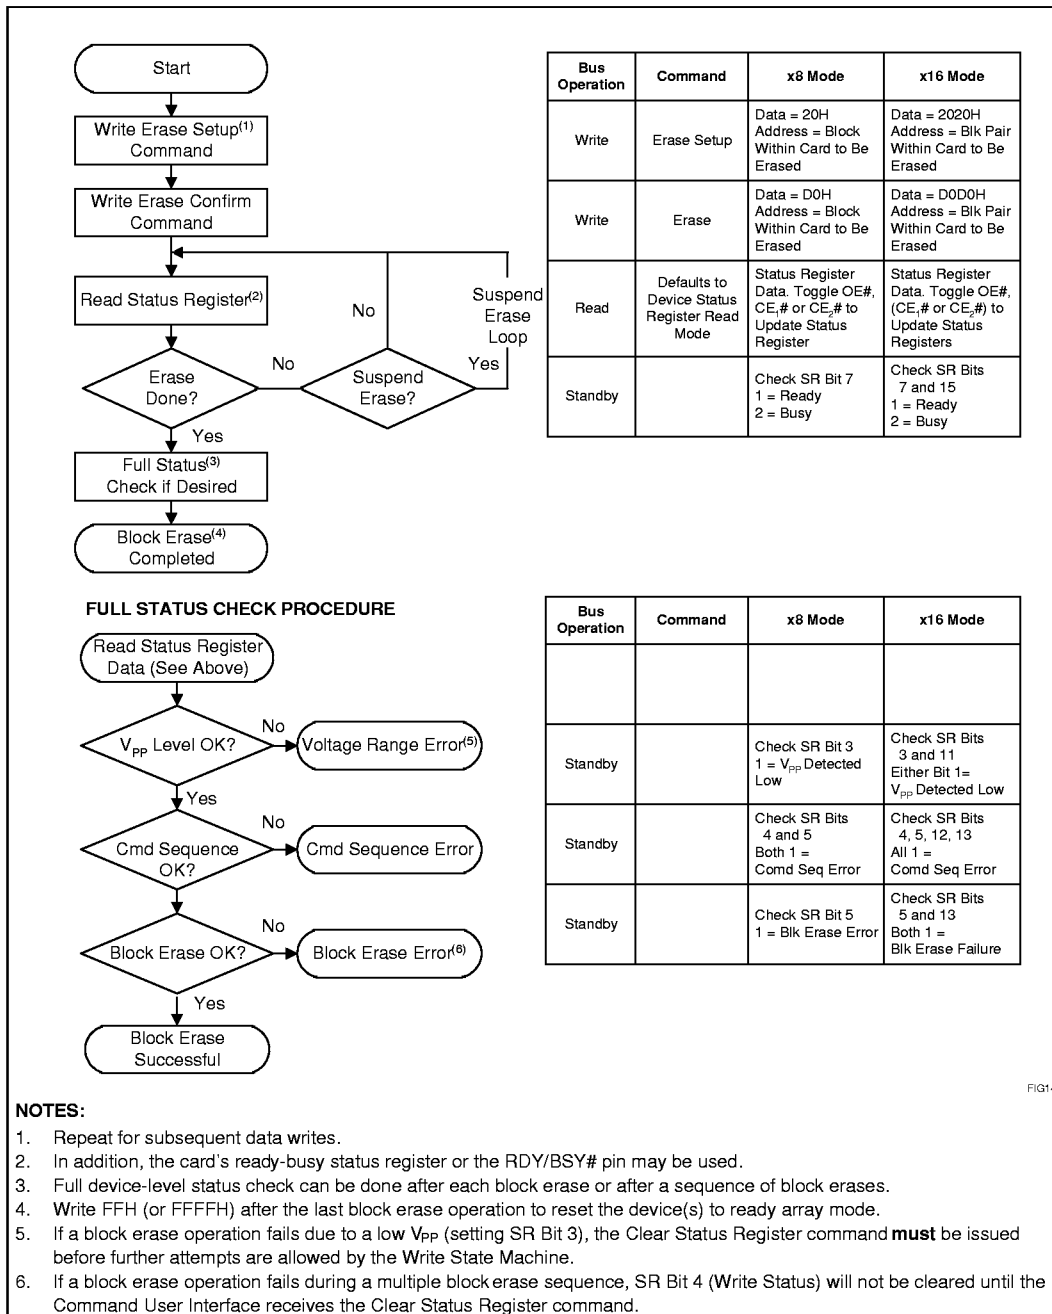 Start
Write Erase Setup(1)
Command
Write Erase Confirm
Command
Read Status Register(2)
Suspend
Erase
Loop
No
Erase
Done?
No
Suspend
Erase?
Yes
Yes
Full Status(3)
Check if Desired
Block Erase(4)
Completed
Bus
Operation
Command
x8 Mode
x16 Mode
Write
Erase Setup
Data = 20H
Address = Block
Within Card to Be
Erased
Data = 2020H
Address = Blk Pair
Within Card to Be
Erased
Write
Erase
Data = D0H
Address = Block
Within Card to Be
Erased
Data = D0D0H
Address = Blk Pair
Within Card to Be
Erased
Read
Defaults to
Device Status
Register Read
Mode
Status Register
Data. Toggle OE#,
CE1# or CE2# to
Update Status
Register
Status Register
Data. Toggle OE#,
(CE1# or CE2#) to
Update Status
Registers
Standby
Check SR Bit 7
1 = Ready
2 = Busy
Check SR Bits
7 and 15
1 = Ready
2 = Busy
FULL STATUS CHECK PROCEDURE
Read Status Register
Data (See Above)
VPP Level OK?
No
Voltage Range Error(5)
Yes
Cmd Sequence
OK?
No
Cmd Sequence Error
Block Erase OK?
No
Block Erase Error(6)
Yes
Block Erase
Successful
Bus
Operation
Command
x8 Mode
x16 Mode
Standby
Check SR Bit 3
1 = VPP Detected
Low
Check SR Bits
3 and 11
Either Bit 1=
VPP Detected Low
Standby
Check SR Bits
4 and 5
Both 1 =
Comd Seq Error
Check SR Bits
4, 5, 12, 13
All 1 =
Comd Seq Error
Standby
Check SR Bit 5
1 = Blk Erase Error
Check SR Bits
5 and 13
Both 1 =
Blk Erase Failure
NOTES:
1. Repeat for subsequent data writes.
2. In addition, the card's ready-busy status register or the RDY/BSY# pin may be used.
3. Full device-level status check can be done after each block erase or after a sequence of block erases.
4. Write FFH (or FFFFH) after the last block erase operation to reset the device(s) to ready array mode.
5. If a block erase operation fails due to a low VPP (setting SR Bit 3), the Clear Status Register command must be issued
before further attempts are allowed by the Write State Machine.
6. If a block erase operation fails during a multiple block erase sequence, SR Bit 4 (Write Status) will not be cleared until the
Command User Interface receives the Clear Status Register command.